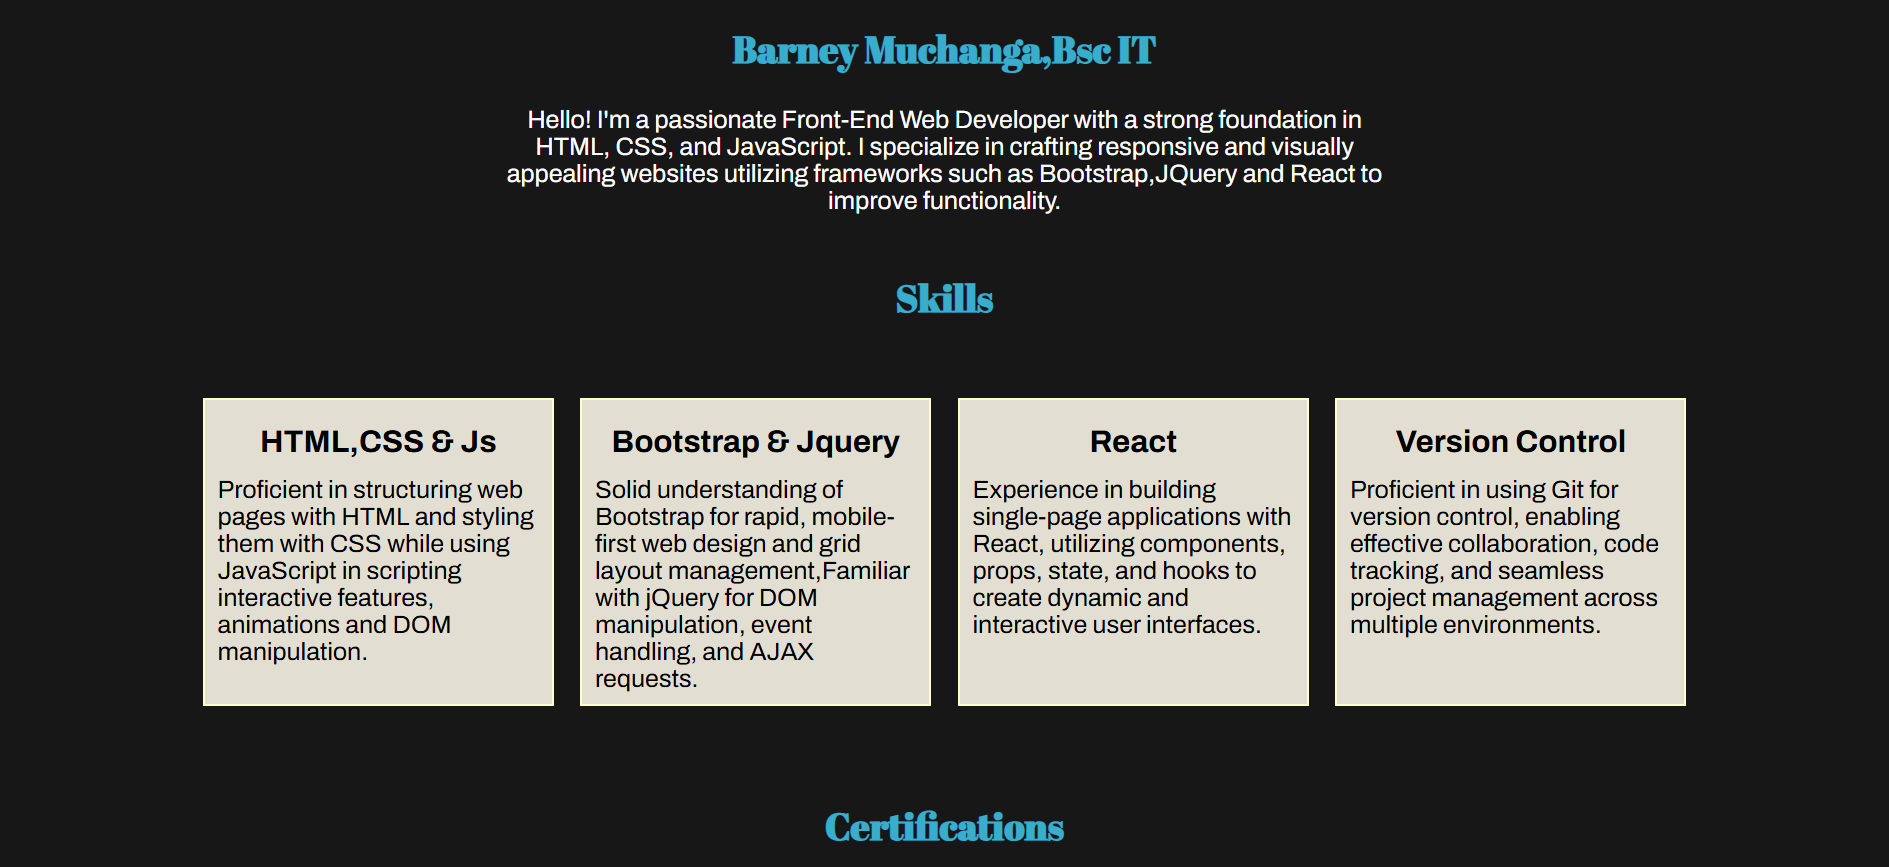 Barney Muchanga,Bsc IT
Hello! I'm a passionate Front-End Web Developer with a strong foundation in
HTML, CSS, and JavaScript. I specialize in crafting responsive and visually
appealing websites utilizing frameworks such as Bootstrap,JQuery and React to
improve functionality.
Skills
HTML,CSS & Js
Proficient in structuring web
pages with HTML and styling
them with CSS while using
JavaScript in scripting
interactive features,
animations and DOM
manipulation.
Bootstrap & Jquery
Solid understanding of
Bootstrap for rapid, mobile-
first web design and grid
layout management,Familiar
with jQuery for DOM
manipulation, event
handling, and AJAX
requests.
React
Experience in building
single-page applications with
React, utilizing components,
props, state, and hooks to
create dynamic and
interactive user interfaces.
Version Control
Proficient in using Git for
version control, enabling
effective collaboration, code
tracking, and seamless
project management across
multiple environments.
Certifications